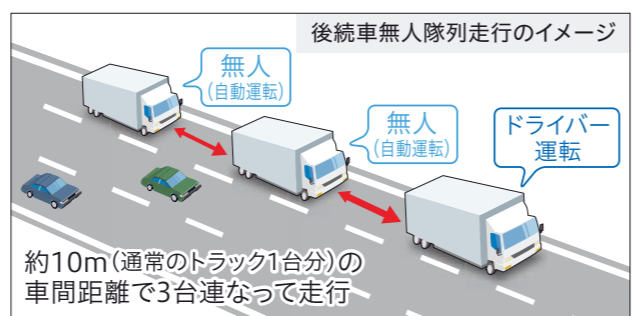 後続車無人隊列走行のイメージ
無人
(自動運転)
無人
(自動運転)
ドライバー
運転
約10m(通常のトラック1台分)の
車間距離で3台連なって走行